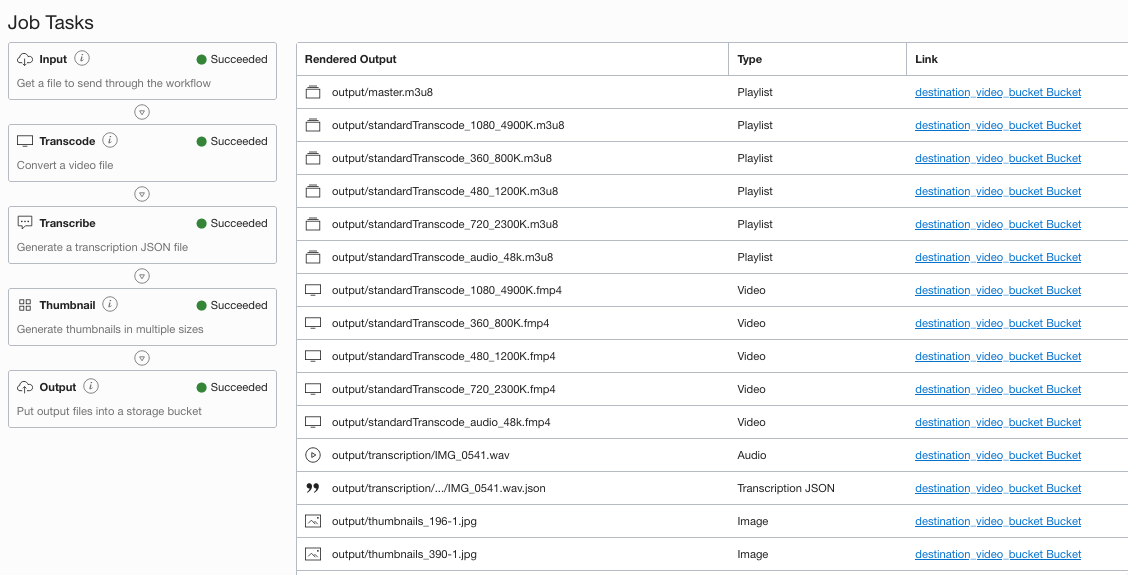 Job Tasks
Input i Succeeded
Get a file to send through the workflow
Transcode i Succeeded
Convert a video file
Transcribe Succeeded
Generate a transcription JSON file
Thumbnail i Succeeded
Generate thumbnails in multiple sizes
Output i Succeeded
Put output files into a storage bucket
Rendered Output Type Link
output/master.m3u8 Playlist destination_video_bucket Bucket
output/standardTranscode_1080_4900K.m3u8 Playlist destination_video_bucket Bucket
output/standardTranscode_360_800K.m3u8 Playlist destination_video_bucket Bucket
output/standardTranscode_480_1200K.m3u8 Playlist destination_video_bucket Bucket
output/standardTranscode_720_2300K.m3u8 Playlist destination_video_bucket Bucket
output/standardTranscode_audio_48k.m3u8 Playlist destination_video_bucket Bucket
output/standardTranscode_1080_4900K.fmp4 Video destination_video_bucket Bucket
output/standardTranscode_360_800K.fmp4 Video destination_video_bucket Bucket
output/standardTranscode_480_1200K.fmp4 Video destination_video_bucket Bucket
output/standardTranscode_720_2300K.fmp4 Video destination_video_bucket Bucket
output/standardTranscode_audio_48k.fmp4 Video destination_video_bucket Bucket
output/transcription/IMG_0541.wav Audio destination_video_bucket Bucket
output/transcription/.../IMG_0541.wav.json Transcription JSON destination_video_bucket Bucket
output/thumbnails_196-1.jpg Image destination_video_bucket Bucket
output/thumbnails_390-1.jpg Image destination_video_bucket Bucket